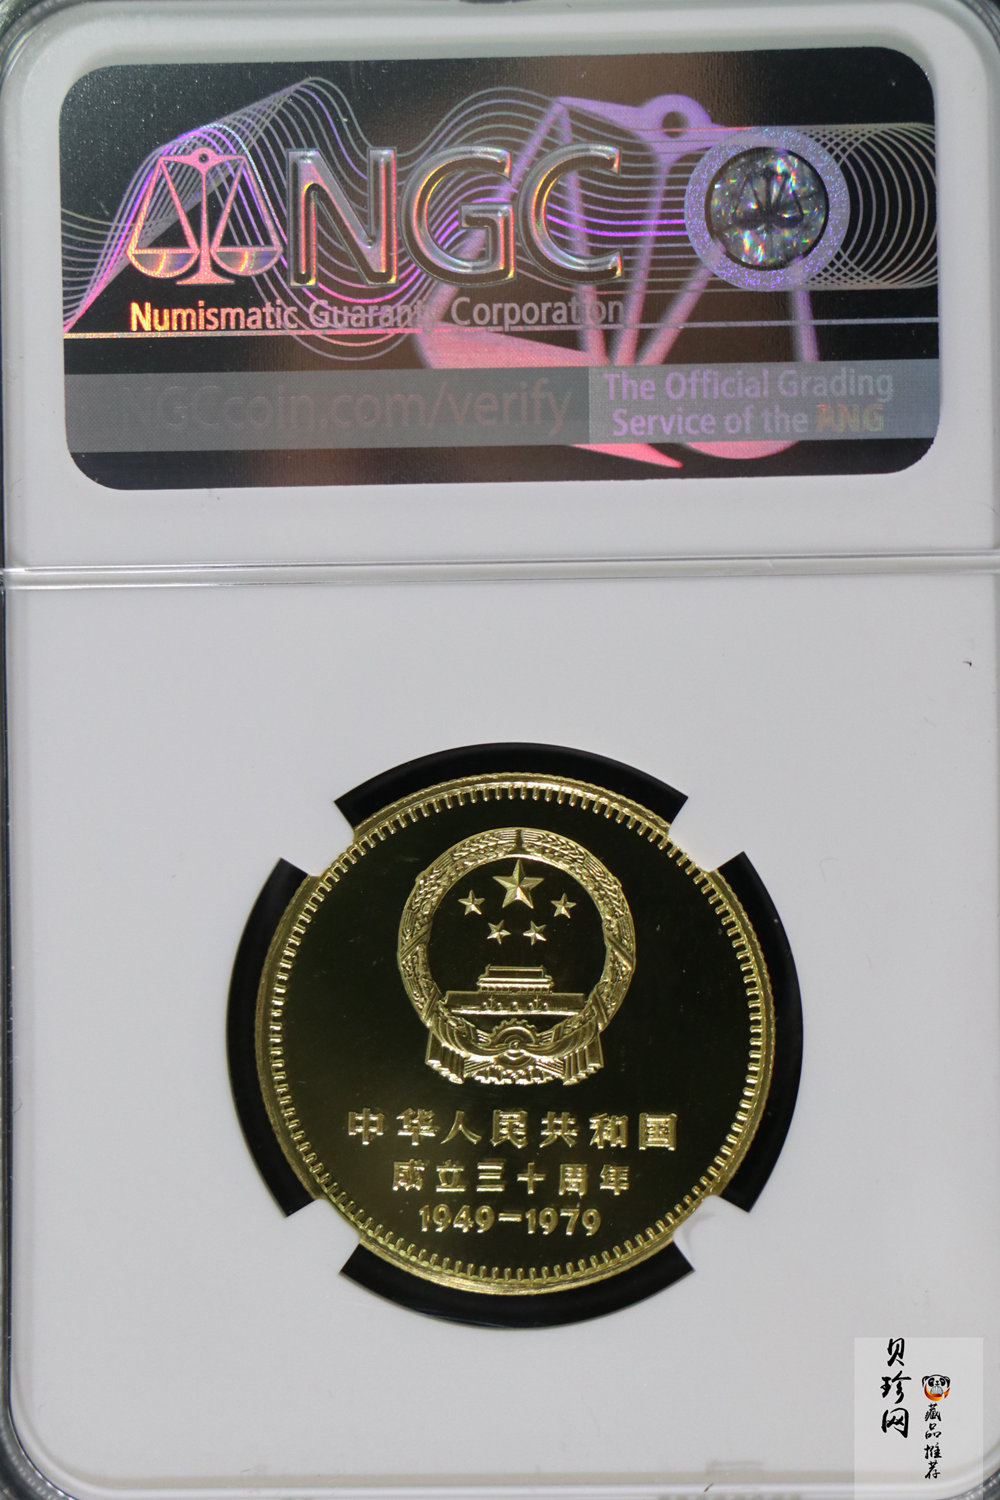 NGC
Numismatic Guaranty Corporation
NGCcoin.com/verify
The Official Grading
Service of the ANG
中华人民共和国
成立三十周年
1949-1979
贝珍网
藏品推荐